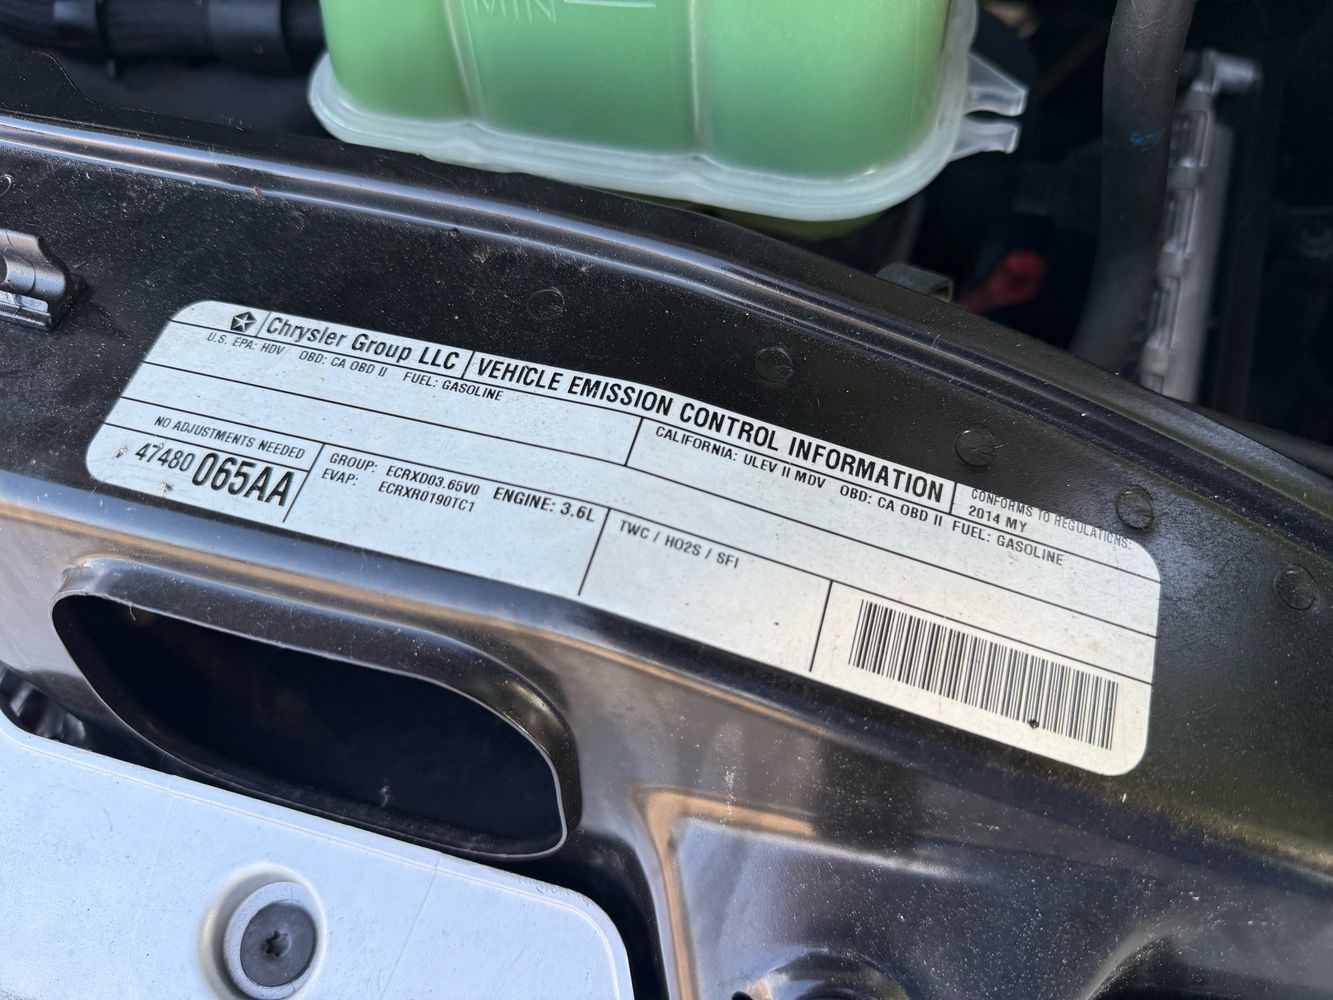 MIN
Chrysler Group LLC VEHICLE EMISSION CONTROL INFORMATION CONFORMS TO REGULATIONS:
2014 MY
U.S. EPA: HDV OBD: CA OBD II FUEL: GASOLINE
CALIFORNIA: ULEV II MDV OBD: CA OBD II FUEL: GASOLINE
NO ADJUSTMENTS NEEDED
47480 065AA
GROUP: ECRXD03.65V0 ENGINE: 3.6L
EVAP: ECRXR0190TC1
TWC / HO2S / SFI